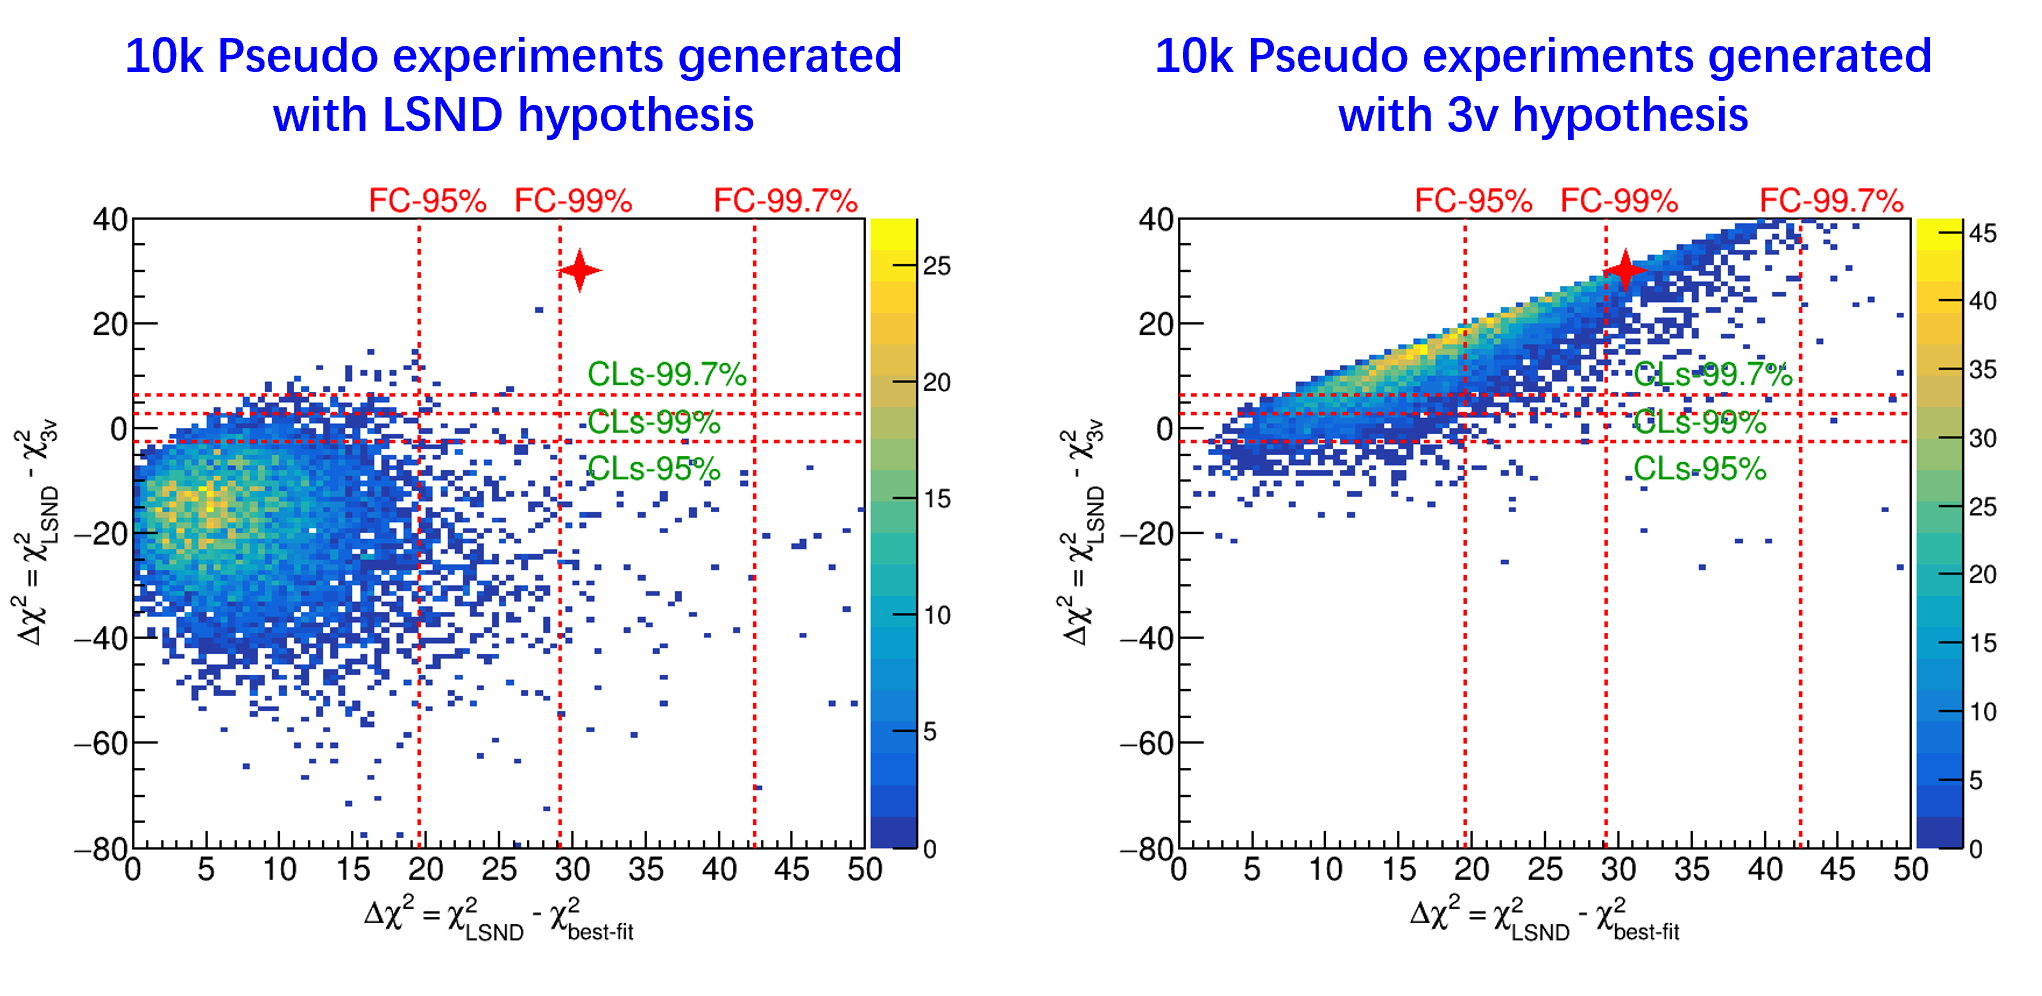 10k Pseudo experiments generated
with LSND hypothesis
FC-95% FC-99% FC-99.7%
40
20
0
−20
−40
−60
−80
0 5 10 15 20 25 30 35 40 45 50
CLs-99.7%
CLs-99%
CLs-95%
25
20
15
10
5
0
Δχ² = χ²LSND - χ²3v
Δχ² = χ²LSND - χ²best-fit
10k Pseudo experiments generated
with 3v hypothesis
FC-95% FC-99% FC-99.7%
40
20
0
−20
−40
−60
−80
0 5 10 15 20 25 30 35 40 45 50
CLs-99.7%
CLs-99%
CLs-95%
45
40
35
30
25
20
15
10
5
0
Δχ² = χ²LSND - χ²3v
Δχ² = χ²LSND - χ²best-fit